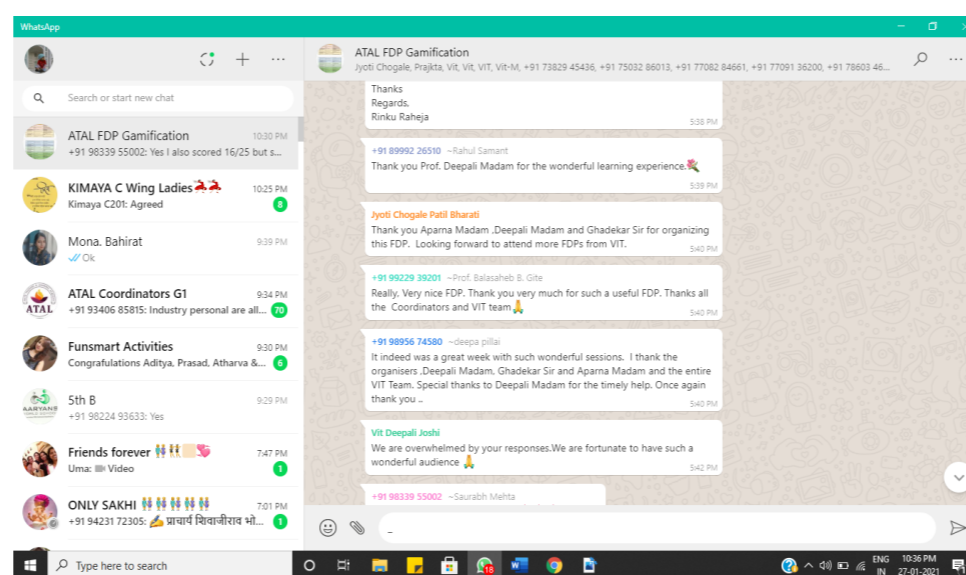 WhatsApp
Search or start new chat
ATAL FDP Gamification 10:30 PM
+91 98339 55002: Yes I also scored 16/25 but s...
KIMAYA C Wing Ladies 10:25 PM
Kimaya C201: Agreed 8
Mona. Bahirat 9:39 PM
Ok
ATAL Coordinators G1 9:34 PM
+91 93406 85815: Industry personal are all... 70
ATAL
Funsmart Activities 9:30 PM
Congrafulations Aditya, Prasad, Atharva &... 6
5th B 9:29 PM
+91 98224 93633: Yes
AARYANS
Friends forever 7:47 PM
Uma: Video 1
ONLY SAKHI 7:01 PM
+91 94231 72305: प्राचार्य शिवाजीराव भो... 1
ATAL FDP Gamification
Jyoti Chogale, Prajkta, Vit, Vit, VIT, Vit-M, +91 73829 45436, +91 75032 86013, +91 77082 84661, +91 77091 36200, +91 78603 46...
Thanks
Regards,
Rinku Raheja
5:38 PM
+91 89992 26510 ~Rahul Samant
Thank you Prof. Deepali Madam for the wonderful learning experience.
5:39 PM
Jyoti Chogale Patil Bharati
Thank you Aparna Madam ,Deepali Madam and Ghadekar Sir for organizing
this FDP. Looking forward to attend more FDPs from VIT.
5:40 PM
+91 99229 39201 ~Prof. Balasaheb B. Gite
Really, Very nice FDP. Thank you very much for such a useful FDP. Thanks all
the Coordinators and VIT team
5:40 PM
+91 98956 74580 ~deepa pillai
It indeed was a great week with such wonderful sessions. I thank the
organisers ,Deepali Madam, Ghadekar Sir and Aparna Madam and the entire
VIT Team. Special thanks to Deepali Madam for the timely help. Once again
thank you ..
5:40 PM
Vit Deepali Joshi
We are overwhelmed by your responses.We are fortunate to have such a
wonderful audience
5:42 PM
+91 98339 55002 ~Saurabh Mehta
Type here to search
18
ENG
IN
10:36 PM
27-01-2021